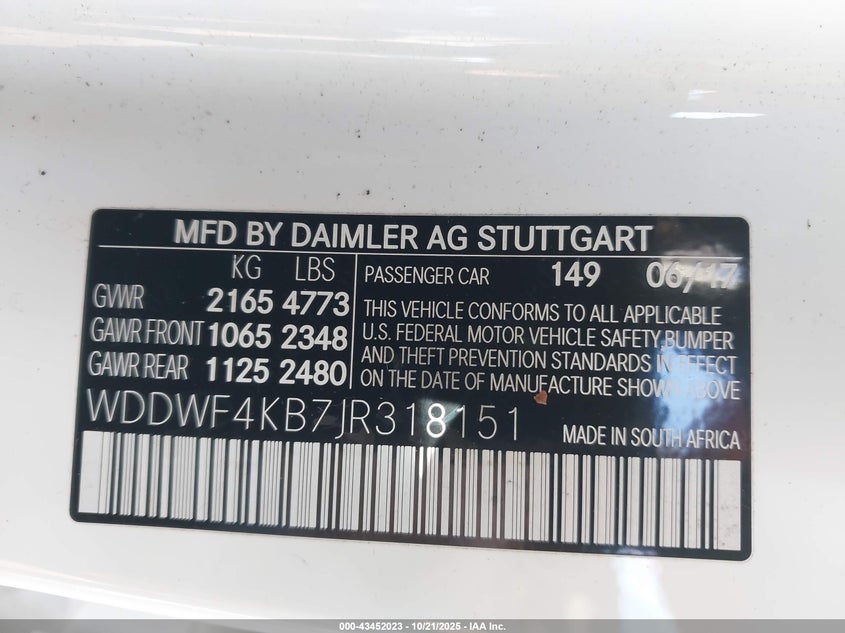 MFD BY DAIMLER AG STUTTGART
KG LBS
GVWR 2165 4773
GAWR FRONT 1065 2348
GAWR REAR 1125 2480
PASSENGER CAR 149 06/17
THIS VEHICLE CONFORMS TO ALL APPLICABLE
U.S. FEDERAL MOTOR VEHICLE SAFETY, BUMPER
AND THEFT PREVENTION STANDARDS IN EFFECT
ON THE DATE OF MANUFACTURE SHOWN ABOVE
WDDWF4KB7JR318151
MADE IN SOUTH AFRICA
000-43452023 - 10/21/2025 - IAA Inc.